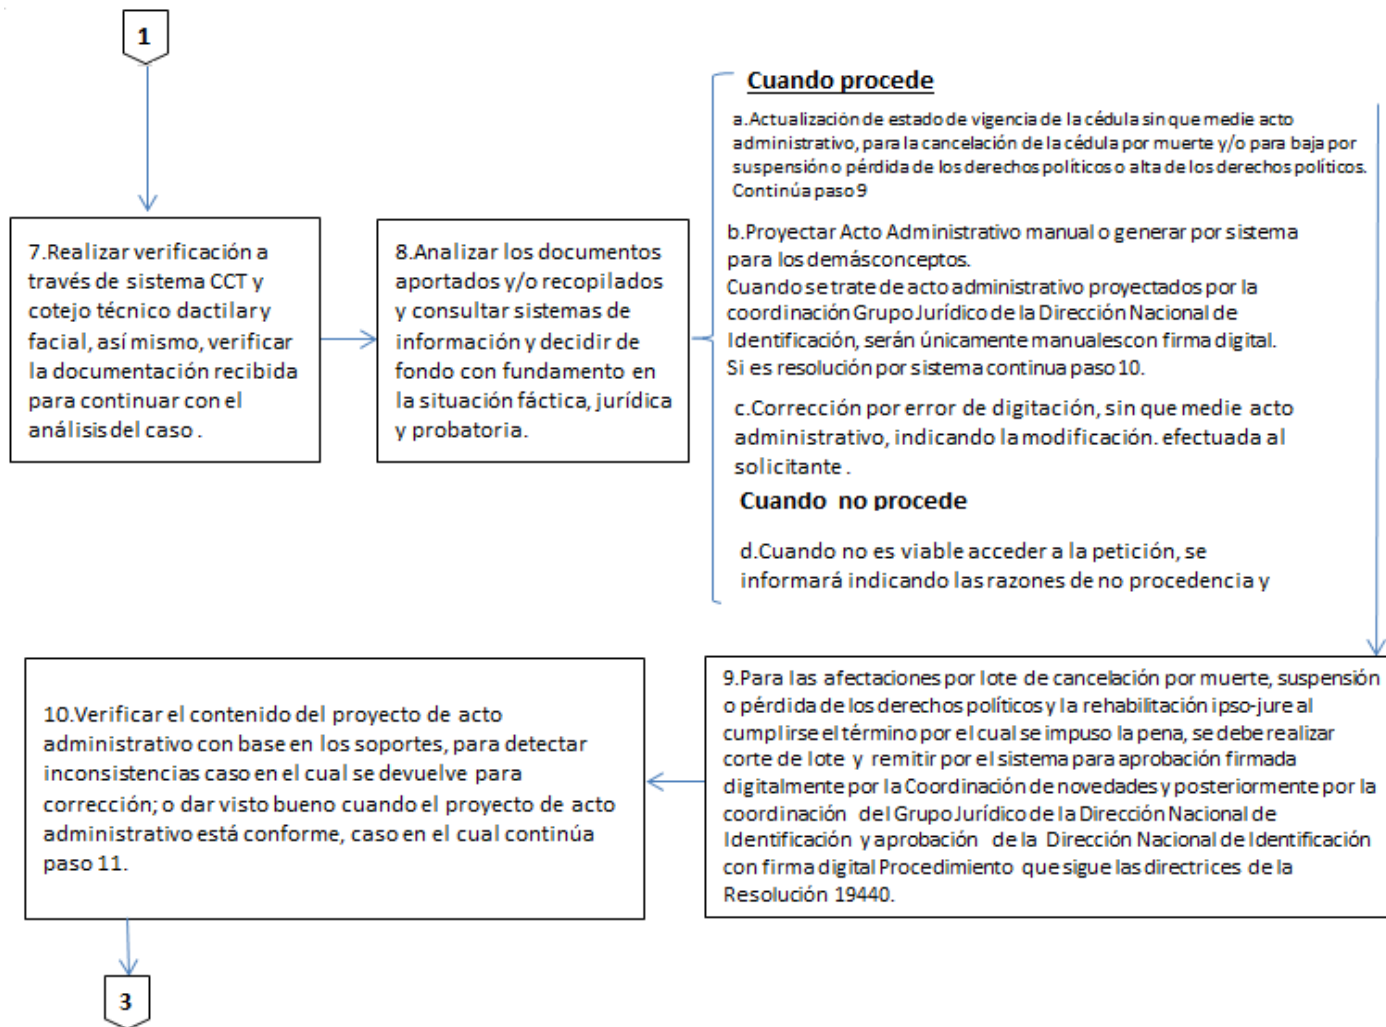 1
7.Realizar verificación a
través de sistema CCT y
cotejo técnico dactilar y
facial, así mismo, verificar
la documentación recibida
para continuar con el
análisis del caso .
8.Analizar los documentos
aportados y/o recopilados
y consultar sistemas de
información y decidir de
fondo con fundamento en
la situación fáctica, jurídica
y probatoria.
Cuando procede
a.Actualización de estado de vigencia de la cédula sin que medie acto
administrativo, para la cancelación de la cédula por muerte y/o para baja por
suspensión o pérdida de los derechos políticos o alta de los derechos políticos.
Continúa paso 9
b.Proyectar Acto Administrativo manual o generar por sistema
para los demásconceptos.
Cuando se trate de acto administrativo proyectados por la
coordinación Grupo Jurídico de la Dirección Nacional de
Identificación, serán únicamente manualescon firma digital.
Si es resolución por sistema continua paso 10.
c.Corrección por error de digitación, sin que medie acto
administrativo, indicando la modificación. efectuada al
solicitante .
Cuando no procede
d.Cuando no es viable acceder a la petición, se
informará indicando las razones de no procedencia y
9.Para las afectaciones por lote de cancelación por muerte, suspensión
o pérdida de los derechos políticos y la rehabilitación ipso-jure al
cumplirse el término por el cual se impuso la pena, se debe realizar
corte de lote y remitir por el sistema para aprobación firmada
digitalmente por la Coordinación de novedades y posteriormente por la
coordinación del Grupo Jurídico de la Dirección Nacional de
Identificación y aprobación de la Dirección Nacional de Identificación
con firma digital Procedimiento que sigue las directrices de la
Resolución 19440.
10.Verificar el contenido del proyecto de acto
administrativo con base en los soportes, para detectar
inconsistencias caso en el cual se devuelve para
corrección; o dar visto bueno cuando el proyecto de acto
administrativo está conforme, caso en el cual continúa
paso 11.
3